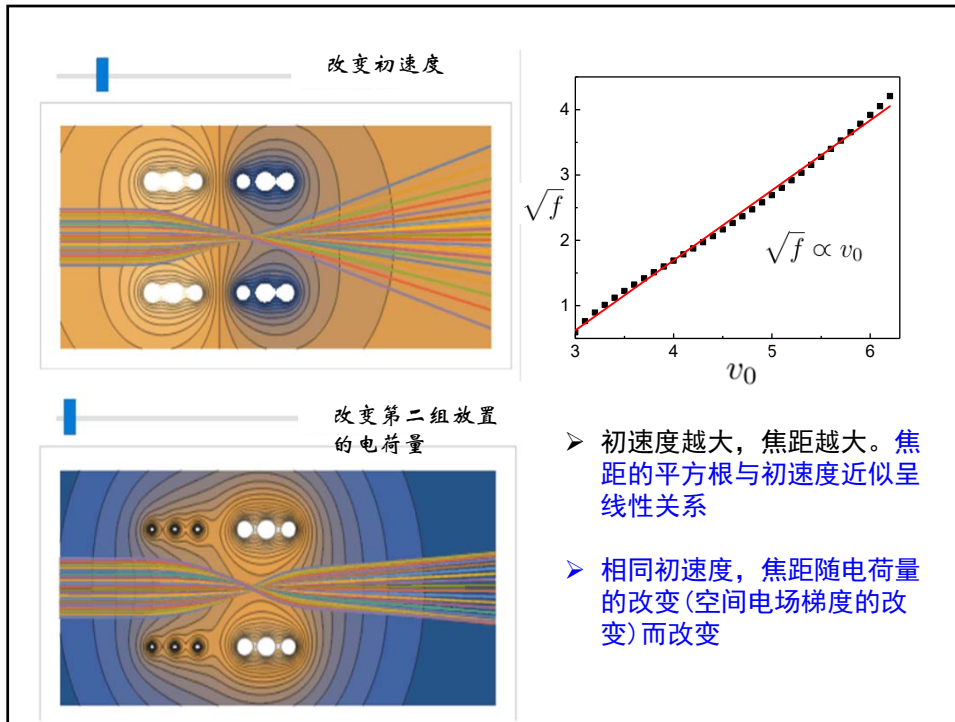 改变初速度
4
3
2
1
√f
√f ∝ v₀
3
4
5
6
v₀
改变第二组放置
的电荷量
➢ 初速度越大，焦距越大。焦
距的平方根与初速度近似呈
线性关系
➢ 相同初速度，焦距随电荷量
的改变(空间电场梯度的改
变)而改变